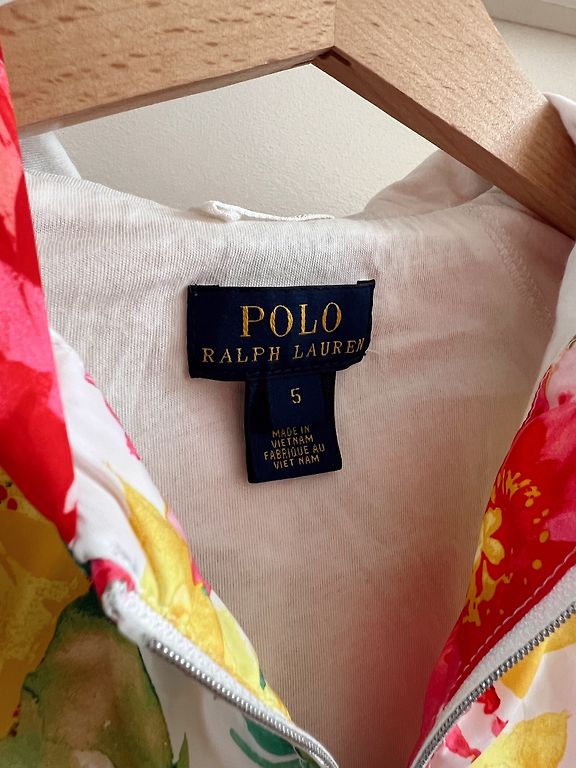 POLO
RALPH LAUREN
5
MADE IN
VIETNAM
FABRIQUE AU
VIET NAM